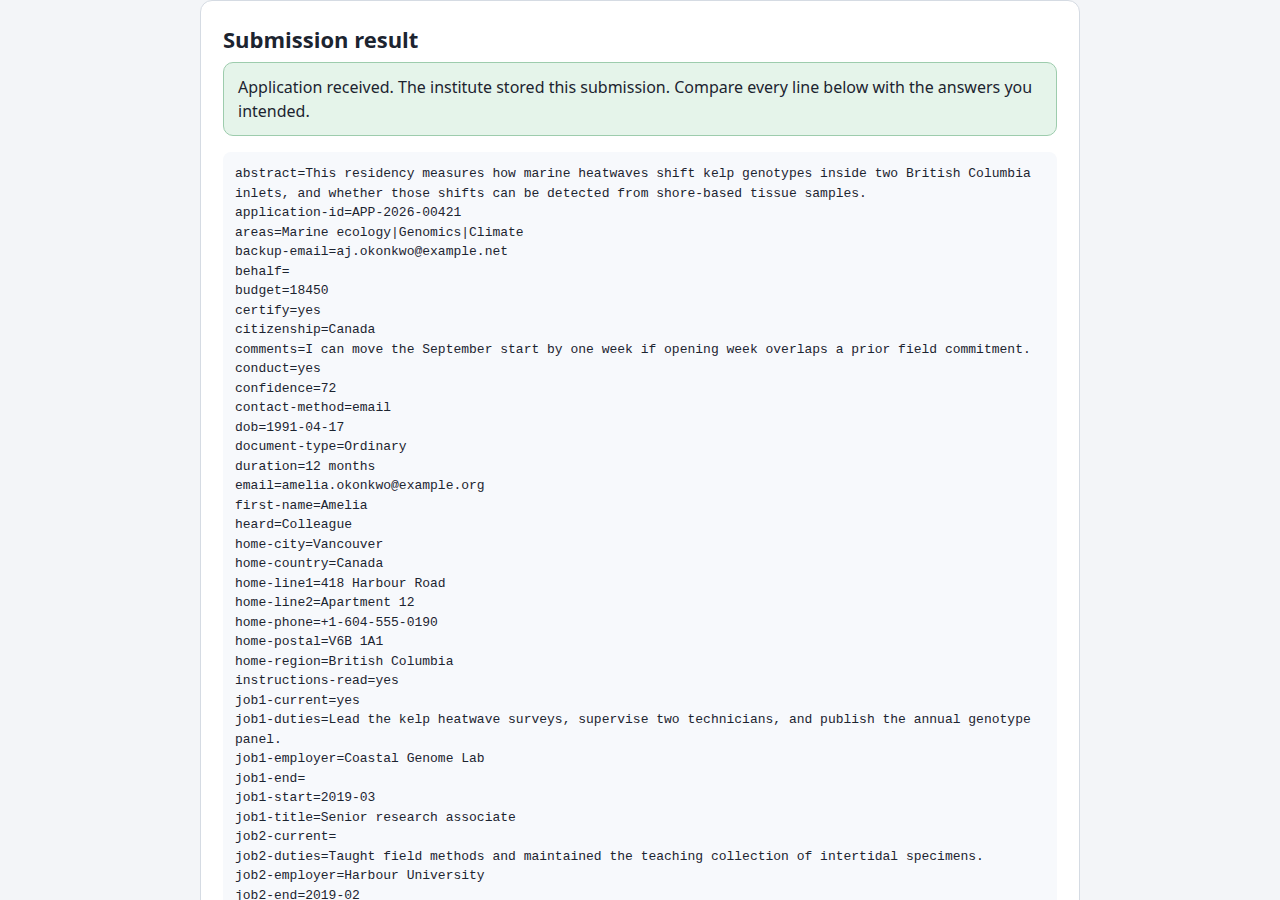 Submission result
Application received. The institute stored this submission. Compare every line below with the answers you
intended.
abstract=This residency measures how marine heatwaves shift kelp genotypes inside two British Columbia
inlets, and whether those shifts can be detected from shore-based tissue samples.
application-id=APP-2026-00421
areas=Marine ecology|Genomics|Climate
backup-email=aj.okonkwo@example.net
behalf=
budget=18450
certify=yes
citizenship=Canada
comments=I can move the September start by one week if opening week overlaps a prior field commitment.
conduct=yes
confidence=72
contact-method=email
dob=1991-04-17
document-type=Ordinary
duration=12 months
email=amelia.okonkwo@example.org
first-name=Amelia
heard=Colleague
home-city=Vancouver
home-country=Canada
home-line1=418 Harbour Road
home-line2=Apartment 12
home-phone=+1-604-555-0190
home-postal=V6B 1A1
home-region=British Columbia
instructions-read=yes
job1-current=yes
job1-duties=Lead the kelp heatwave surveys, supervise two technicians, and publish the annual genotype
panel.
job1-employer=Coastal Genome Lab
job1-end=
job1-start=2019-03
job1-title=Senior research associate
job2-current=
job2-duties=Taught field methods and maintained the teaching collection of intertidal specimens.
job2-employer=Harbour University
job2-end=2019-02